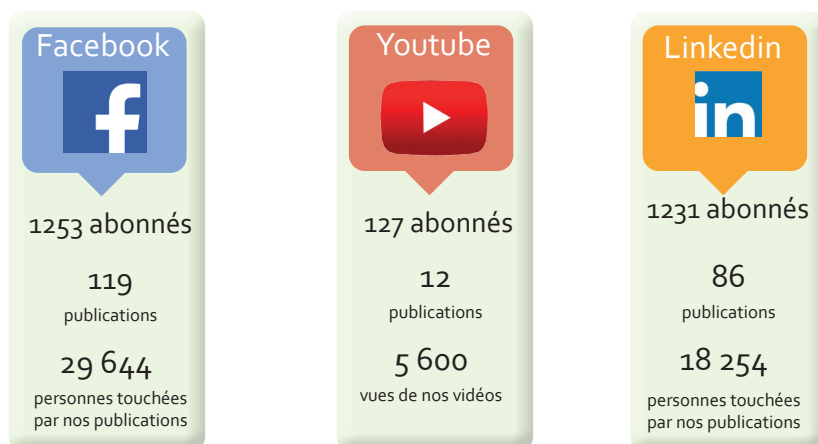 Facebook
f
1253 abonnés
119
publications
29 644
personnes touchées
par nos publications
Youtube
127 abonnés
12
publications
5 600
vues de nos vidéos
Linkedin
in
1231 abonnés
86
publications
18 254
personnes touchées
par nos publications